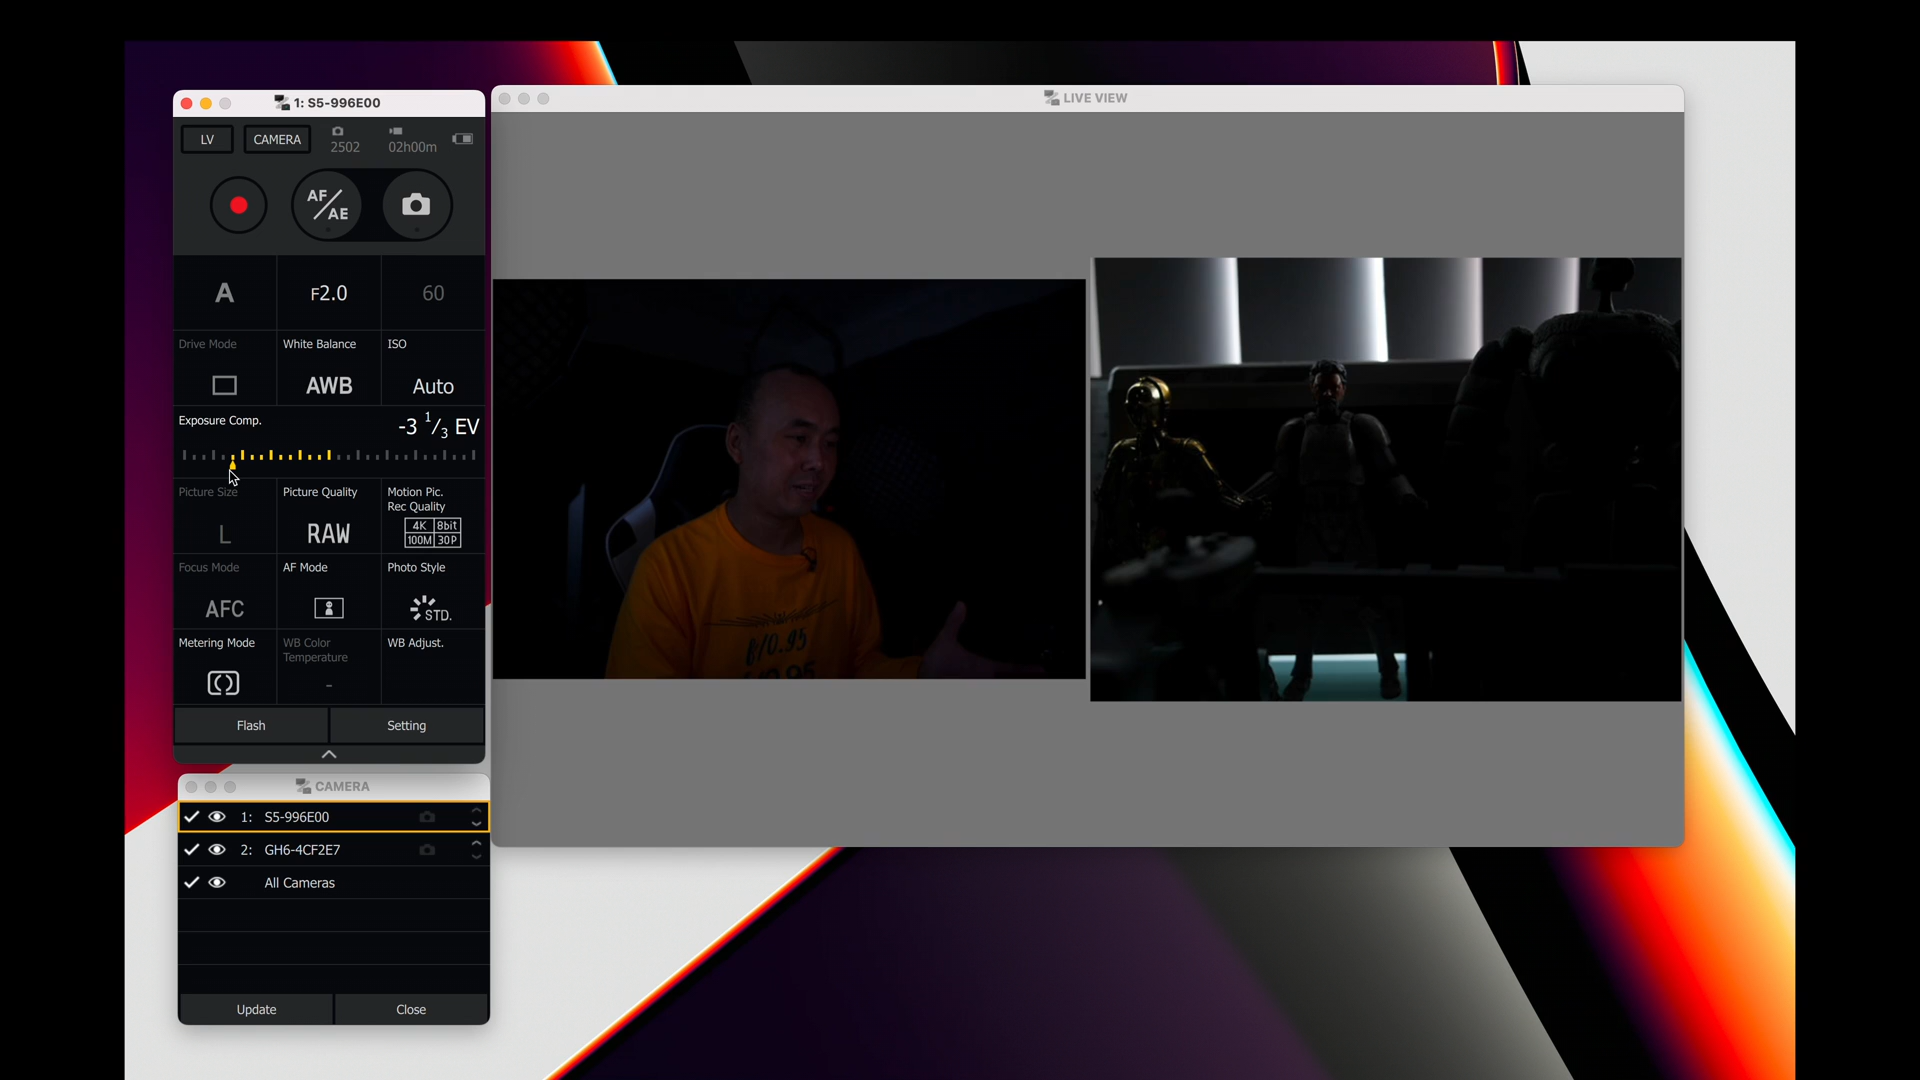 1: S5-996E00
LIVE VIEW
LV
CAMERA
2502
02h00m
AF/AE
A
F2.0
60
Drive Mode
White Balance
ISO
AWB
Auto
Exposure Comp.
-3 1/3 EV
Picture Size
Picture Quality
Motion Pic.
Rec Quality
L
RAW
4K 8bit
100M 30P
Focus Mode
AF Mode
Photo Style
AFC
STD.
Metering Mode
WB Color
Temperature
WB Adjust.
-
Flash
Setting
CAMERA
1: S5-996E00
2: GH6-4CF2E7
All Cameras
Update
Close
f/0.95